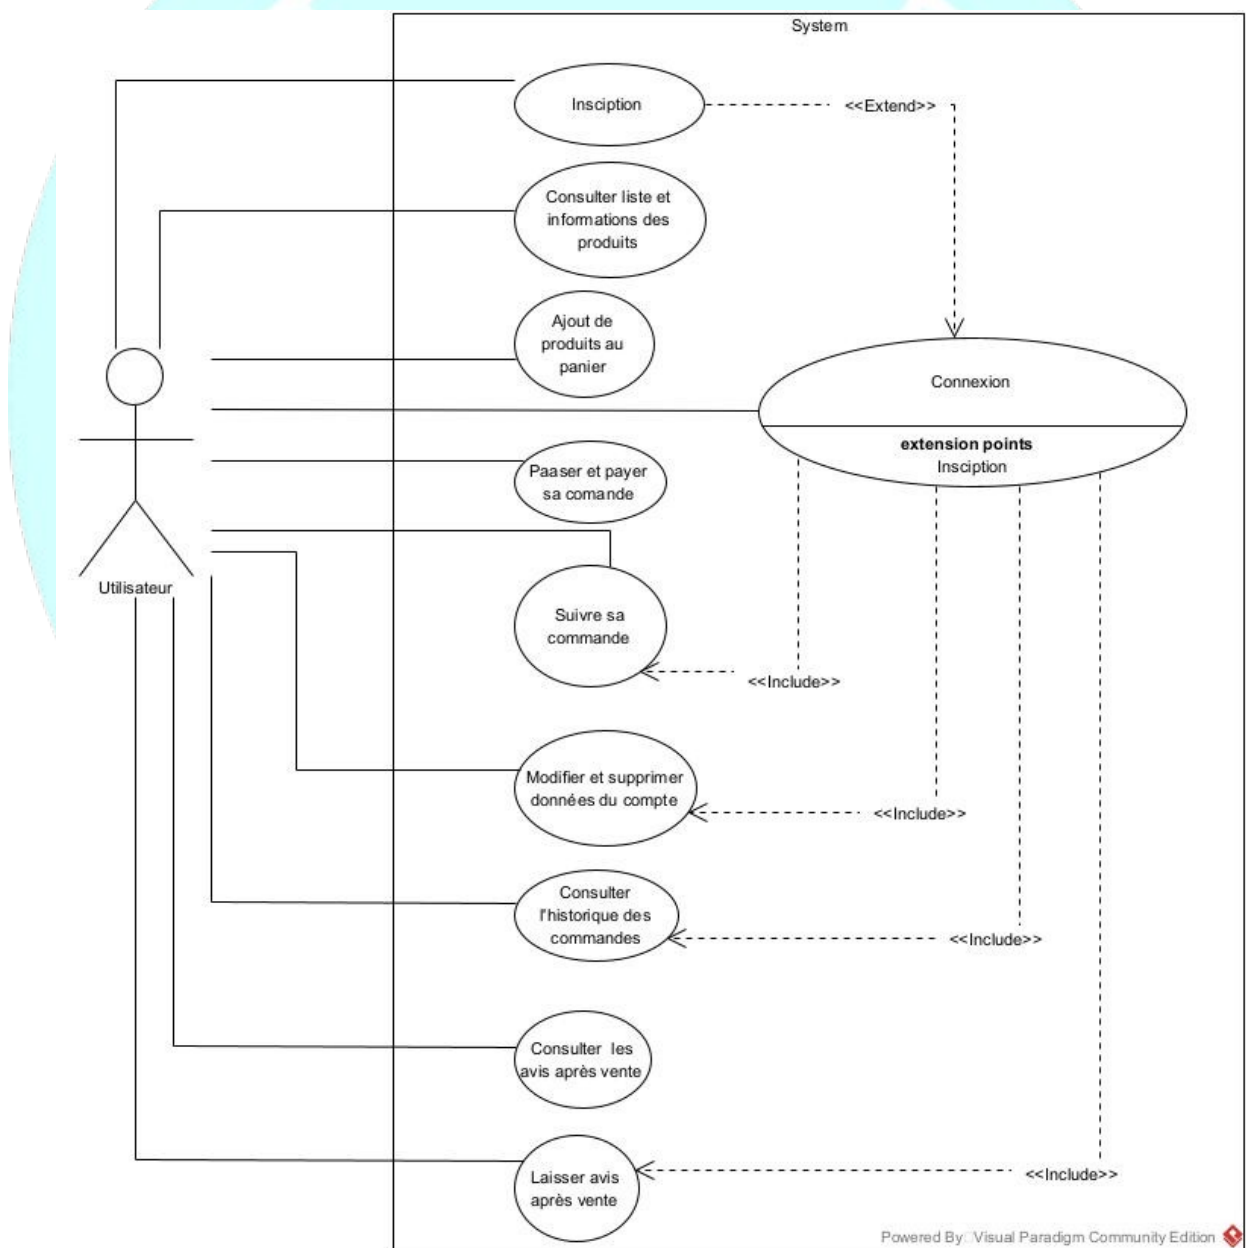 System
Insciption
<<Extend>>
Consulter liste et
informations des
produits
Ajout de
produits au
panier
Connexion
extension points
Insciption
Paaser et payer
sa comande
Utilisateur
Suivre sa
commande
<<Include>>
Modifier et supprimer
données du compte
<<Include>>
Consulter
l'historique des
commandes
<<Include>>
Consulter les
avis après vente
Laisser avis
après vente
<<Include>>
Powered By Visual Paradigm Community Edition